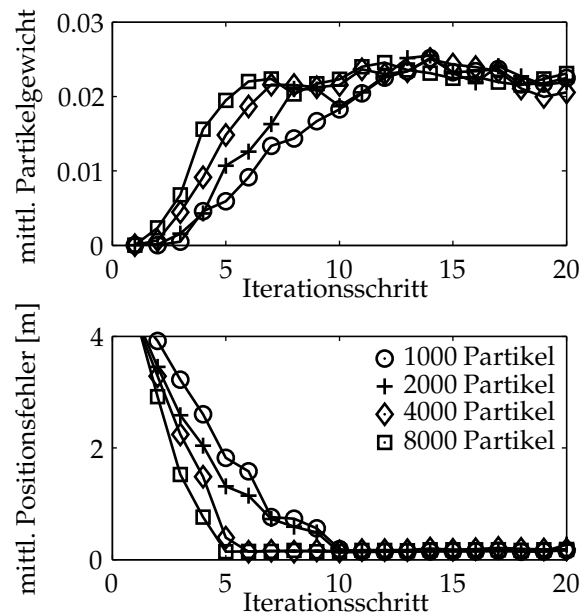 mittl. Partikelgewicht
0.03
0.02
0.01
0
0
5
10
15
20
Iterationsschritt
mittl. Positionsfehler [m]
4
2
0
0
5
10
15
20
Iterationsschritt
1000 Partikel
2000 Partikel
4000 Partikel
8000 Partikel